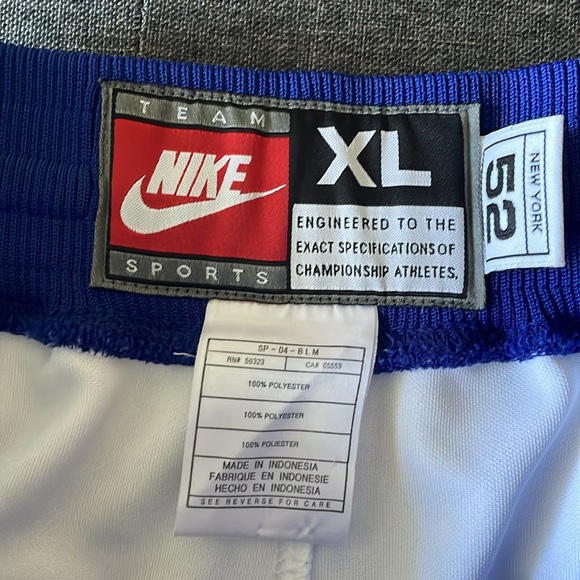 TEAM
NIKE
SPORTS
XL
ENGINEERED TO THE
EXACT SPECIFICATIONS OF
CHAMPIONSHIP ATHLETES.
52
NEW YORK
SP - 04 - BLM
RN# 56323 CA# 05553
100% POLYESTER
100% POLYESTER
100% POLIESTER
MADE IN INDONESIA
FABRIQUE EN INDONESIE
HECHO EN INDONESIA
SEE REVERSE FOR CARE